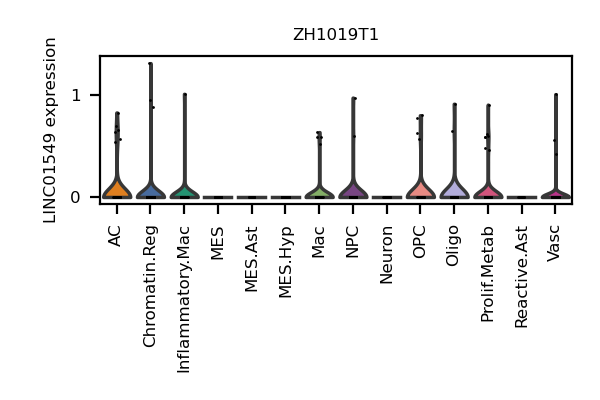 ZH1019T1
LINC01549 expression
1
0
AC
Chromatin.Reg
Inflammatory.Mac
MES
MES.Ast
MES.Hyp
Mac
NPC
Neuron
OPC
Oligo
Prolif.Metab
Reactive.Ast
Vasc